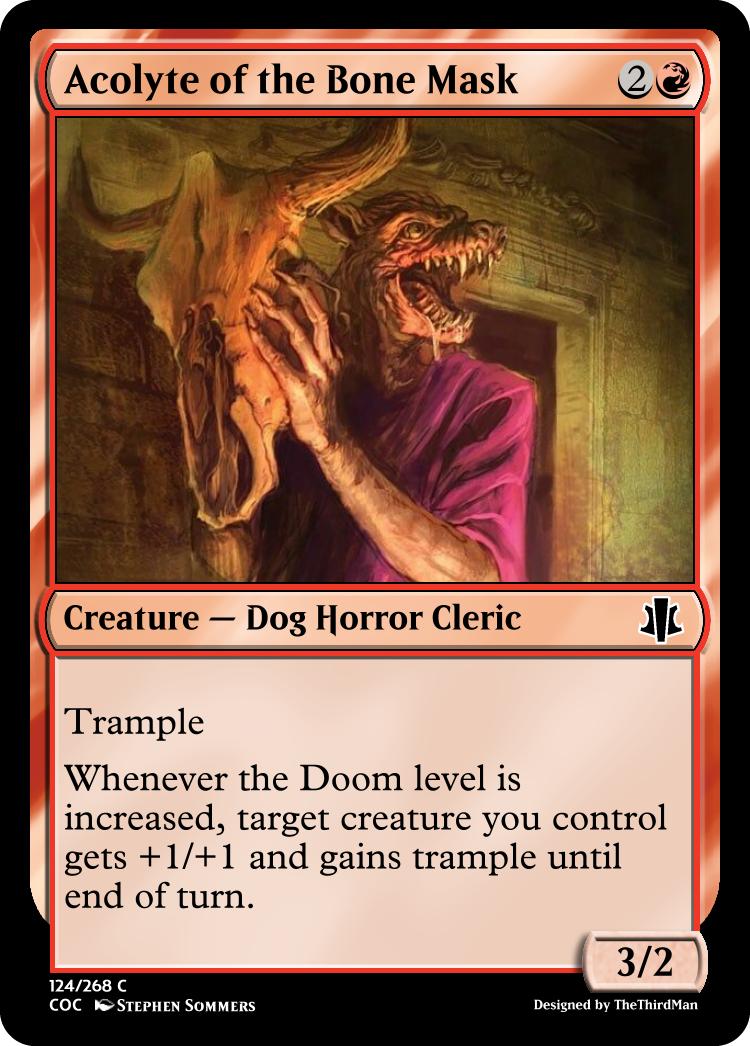 Acolyte of the Bone Mask 2
Creature — Dog Horror Cleric
Trample
Whenever the Doom level is
increased, target creature you control
gets +1/+1 and gains trample until
end of turn.
3/2
124/268 C
COC Stephen Sommers
Designed by TheThirdMan